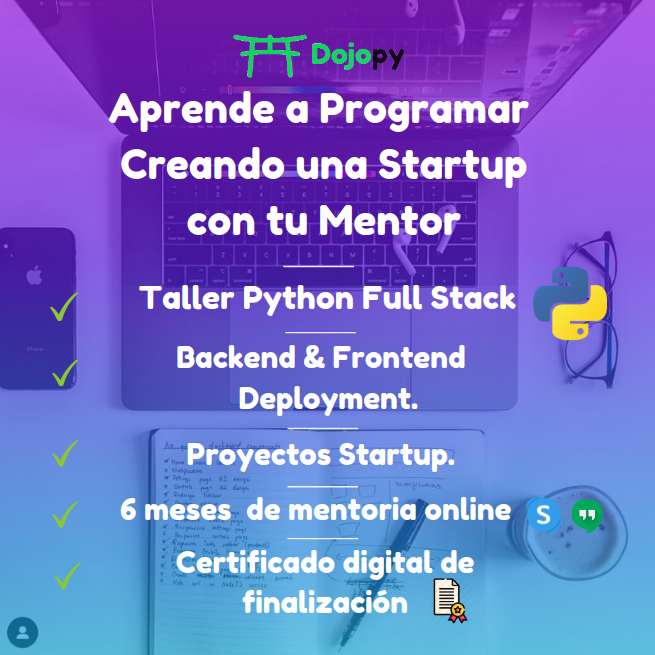 Dojopy
Aprende a Programar
Creando una Startup
con tu Mentor
Taller Python Full Stack
Backend & Frontend
Deployment.
Proyectos Startup.
6 meses  de mentoria online
Certificado digital de
finalización